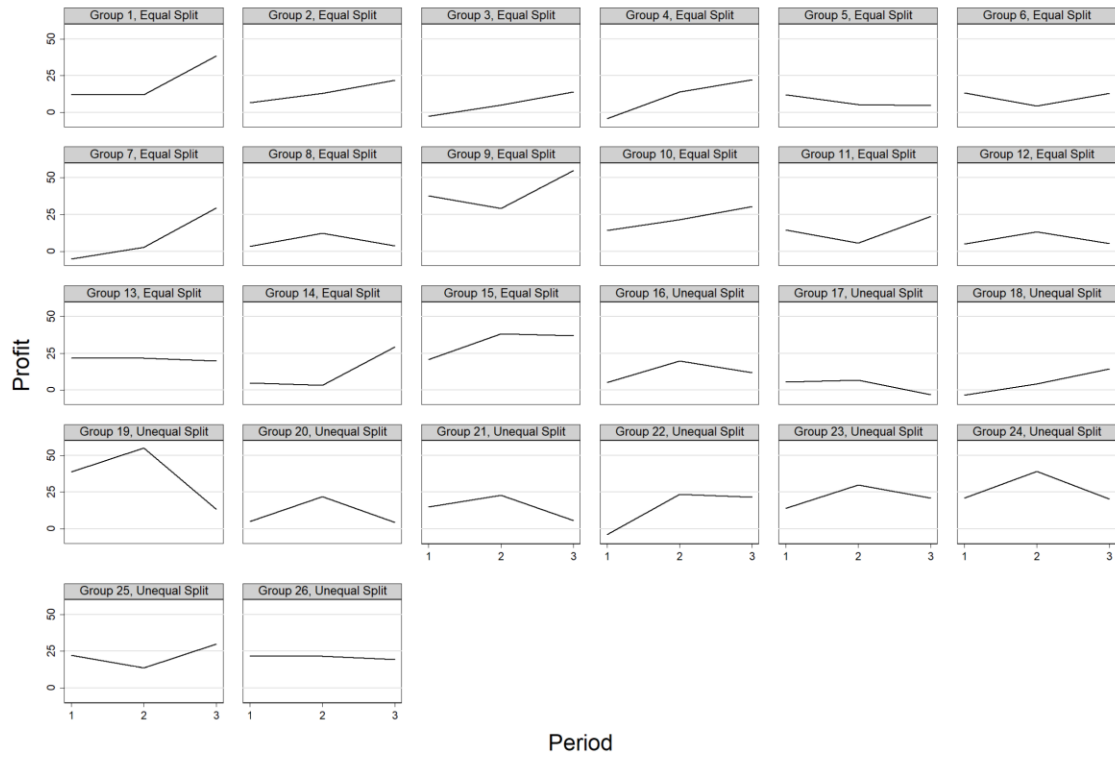 Group 1, Equal Split
Group 2, Equal Split
Group 3, Equal Split
Group 4, Equal Split
Group 5, Equal Split
Group 6, Equal Split
50
25
0
Group 7, Equal Split
Group 8, Equal Split
Group 9, Equal Split
Group 10, Equal Split
Group 11, Equal Split
Group 12, Equal Split
50
25
0
Group 13, Equal Split
Group 14, Equal Split
Group 15, Equal Split
Group 16, Unequal Split
Group 17, Unequal Split
Group 18, Unequal Split
50
25
0
Profit
Group 19, Unequal Split
Group 20, Unequal Split
Group 21, Unequal Split
Group 22, Unequal Split
Group 23, Unequal Split
Group 24, Unequal Split
50
25
0
1 2 3
1 2 3
1 2 3
1 2 3
Group 25, Unequal Split
Group 26, Unequal Split
50
25
0
1 2 3
1 2 3
Period